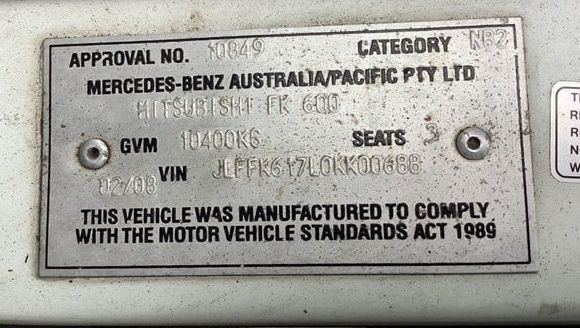 APPROVAL NO. 10849 CATEGORY NB2
MERCEDES-BENZ AUSTRALIA/PACIFIC PTY LTD
MITSUBISHI FK 600
GVM 10400KG SEATS 3
02/08 VIN JLFFK617L0KK00688
THIS VEHICLE WAS MANUFACTURED TO COMPLY
WITH THE MOTOR VEHICLE STANDARDS ACT 1989